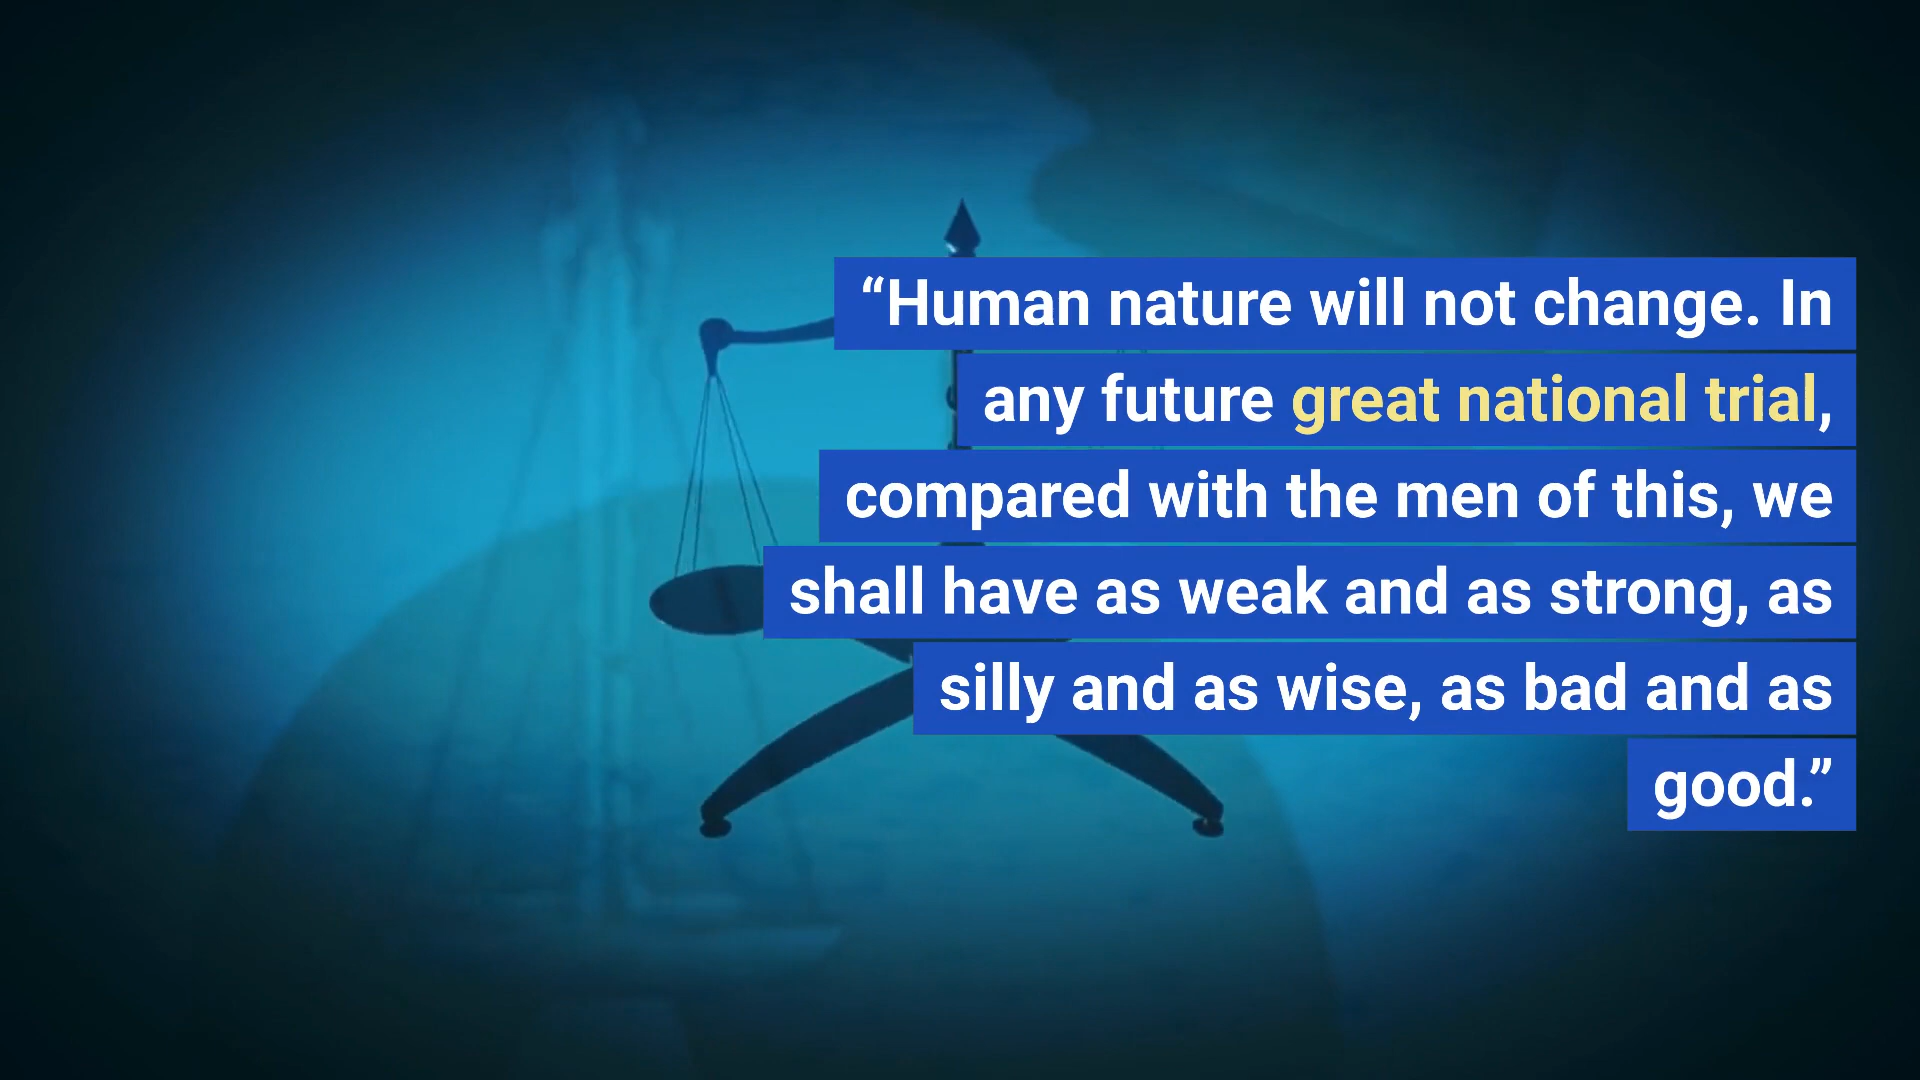 “Human nature will not change. In
any future great national trial,
compared with the men of this, we
shall have as weak and as strong, as
silly and as wise, as bad and as
good.”